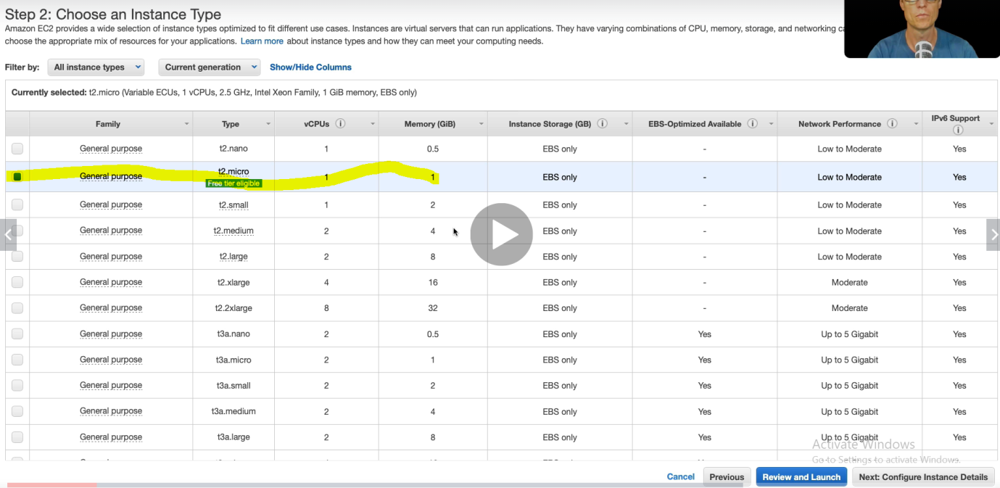 Step 2: Choose an Instance Type
Amazon EC2 provides a wide selection of instance types optimized to fit different use cases. Instances are virtual servers that can run applications. They have varying combinations of CPU, memory, storage, and networking
choose the appropriate mix of resources for your applications. Learn more about instance types and how they can meet your computing needs.
Filter by: All instance types Current generation Show/Hide Columns
Currently selected: t2.micro (Variable ECUs, 1 vCPUs, 2.5 GHz, Intel Xeon Family, 1 GiB memory, EBS only)
Family Type vCPUs Memory (GiB) Instance Storage (GB) EBS-Optimized Available Network Performance IPv6 Support
General purpose t2.nano 1 0.5 EBS only - Low to Moderate Yes
General purpose t2.micro 1 1 EBS only - Low to Moderate Yes
Free tier eligible
General purpose t2.small 1 2 EBS only - Low to Moderate Yes
General purpose t2.medium 2 4 EBS only - Low to Moderate Yes
General purpose t2.large 2 8 EBS only - Low to Moderate Yes
General purpose t2.xlarge 4 16 EBS only - Moderate Yes
General purpose t2.2xlarge 8 32 EBS only - Moderate Yes
General purpose t3a.nano 2 0.5 EBS only Yes Up to 5 Gigabit Yes
General purpose t3a.micro 2 1 EBS only Yes Up to 5 Gigabit Yes
General purpose t3a.small 2 2 EBS only Yes Up to 5 Gigabit Yes
General purpose t3a.medium 2 4 EBS only Yes Up to 5 Gigabit Yes
General purpose t3a.large 2 8 EBS only Yes Up to 5 Gigabit Yes
Activate Windows
Go to Settings to activate Windows.
Cancel Previous Review and Launch Next: Configure Instance Details